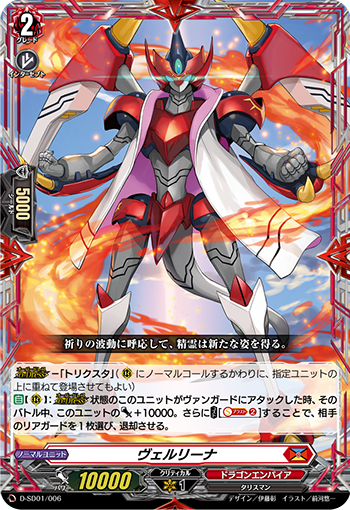 2
グレード
インターセプト
5000
シールド
祈りの波動に呼応して、精霊は新たな姿を得る。
―「トリクスタ」
にノーマルコールするかわりに、指定ユニットの
上に重ねて登場させてもよい)
状態のこのユニットがヴァンガードにアタックした時、その
バトル中、このユニットの +10000。さらに[ 2]することで、相手
のリアガードを1枚選び、退却させる。
ノーマルユニット
ヴェルリーナ
パワー
10000
クリティカル
1
ドラゴンエンパイア
タリスマン
D-SD01/006
デザイン/伊藤彰 イラスト/前河悠一